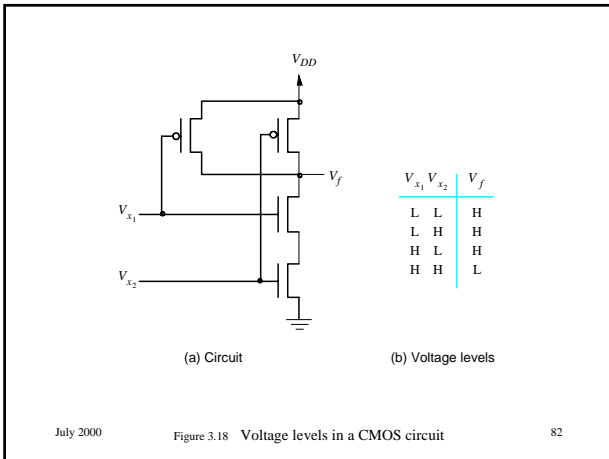 V_DD
V_f
V_x1
V_x2
V_x1 V_x2 V_f
L L H
L H H
H L H
H H L
(a) Circuit (b) Voltage levels
July 2000 Figure 3.18 Voltage levels in a CMOS circuit 82